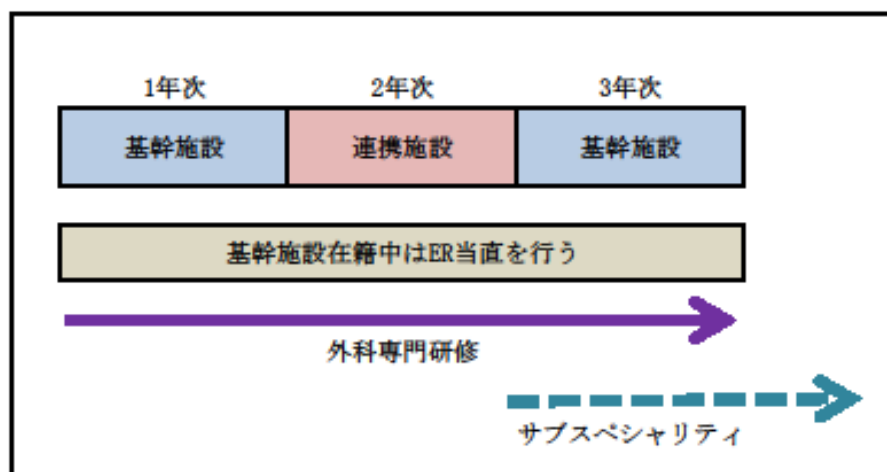 1年次 2年次 3年次
基幹施設 連携施設 基幹施設
基幹施設在籍中はER当直を行う
外科専門研修
サブスペシャリティ